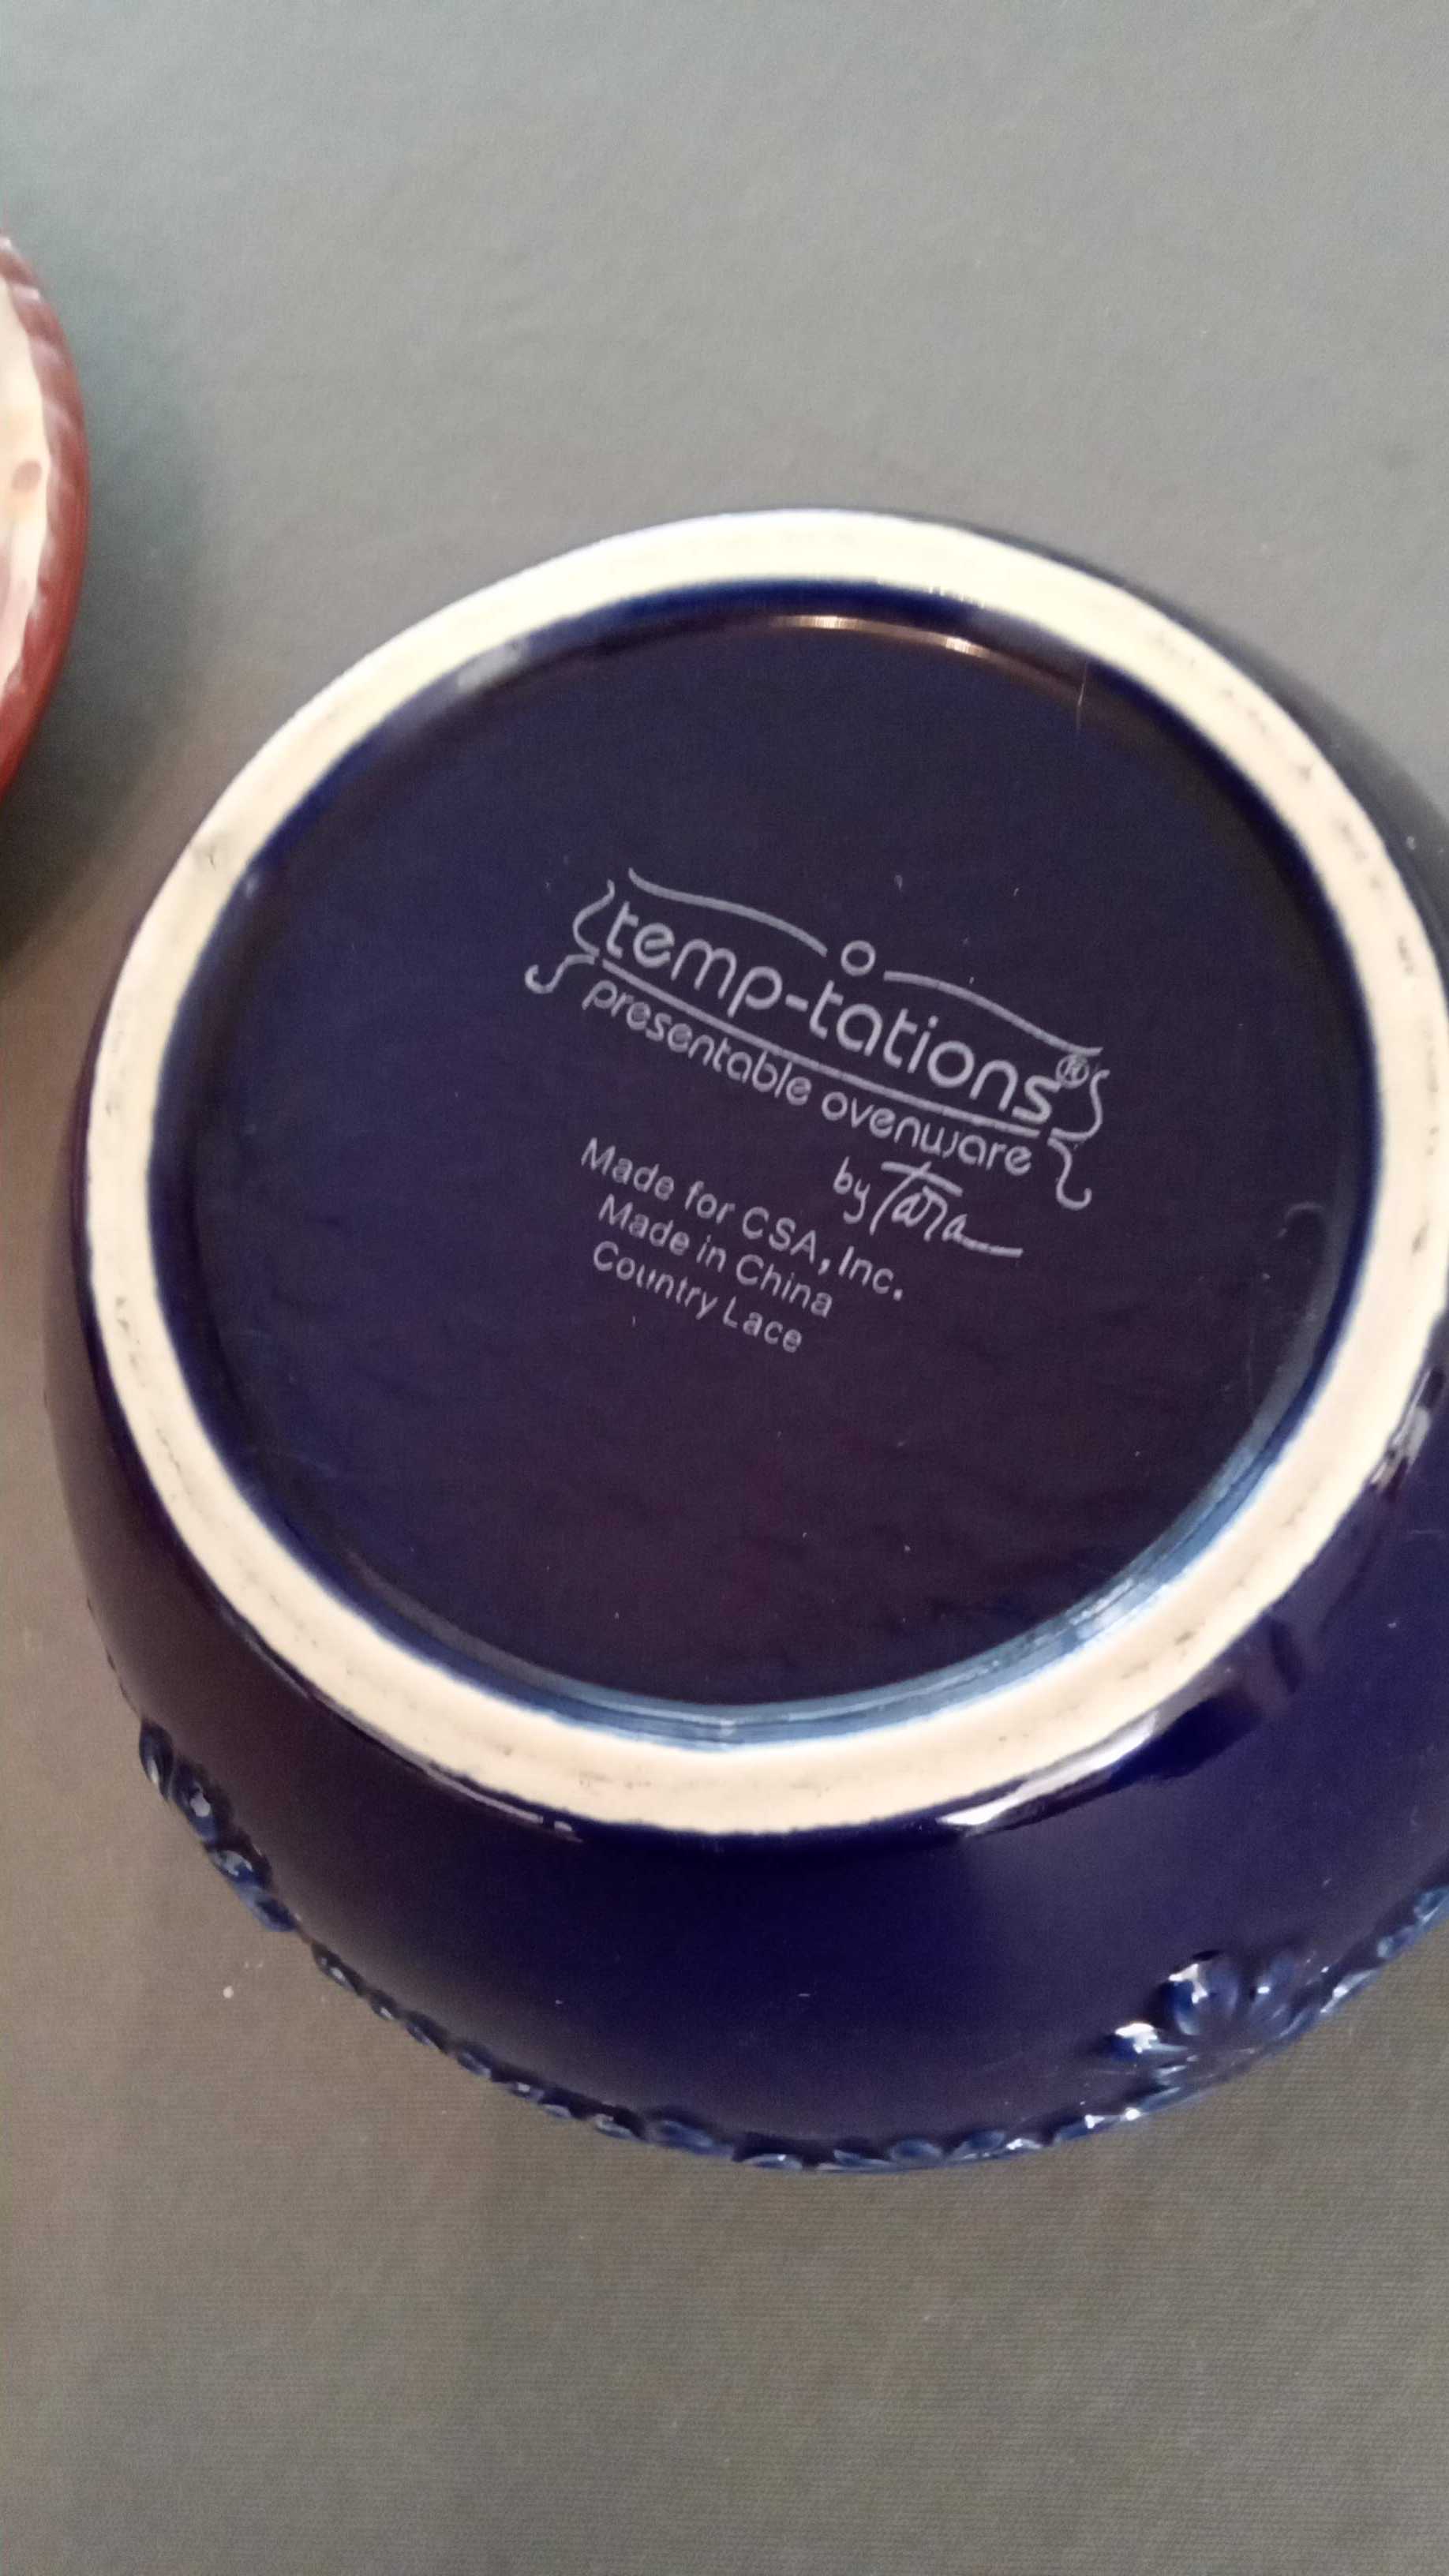 temp-tations®
presentable ovenware
by Tara
Made for CSA, Inc.
Made in China
Country Lace